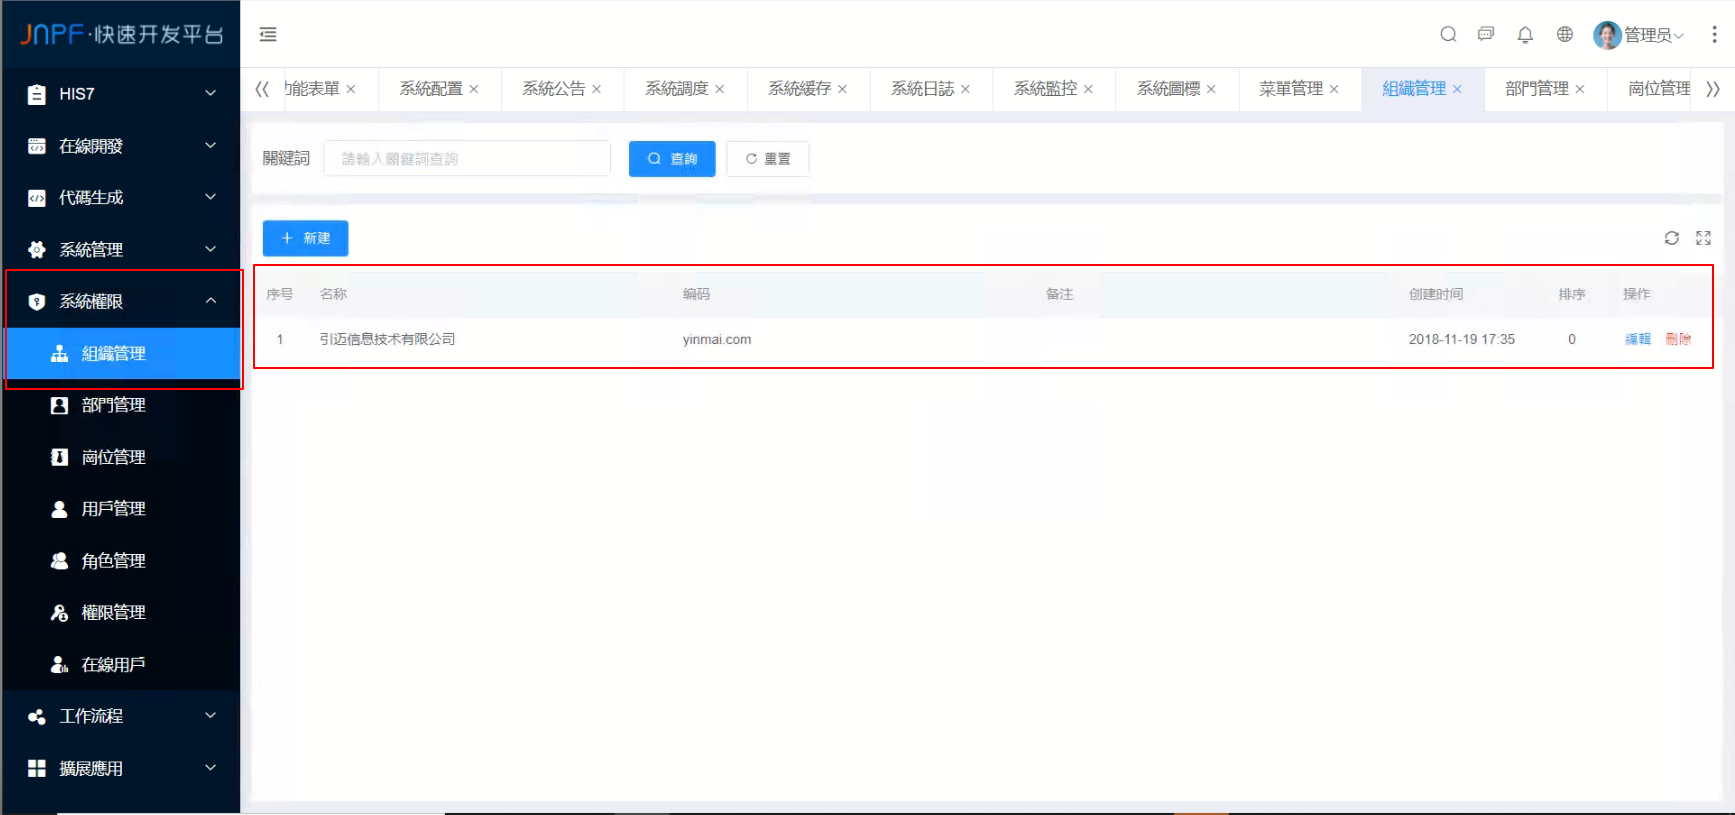 JNPF·快速开发平台
管理员
HIS7
在線開發
代碼生成
系統管理
系統權限
組織管理
部門管理
崗位管理
用戶管理
角色管理
權限管理
在線用戶
工作流程
擴展應用
功能表單 系統配置 系統公告 系統調度 系統緩存 系統日誌 系統監控 系統圖標 菜單管理 組織管理 部門管理 崗位管理
關鍵詞 請輸入關鍵詞查詢 查詢 重置
新建
序号 名称 编码 备注 创建时间 排序 操作
1 引迈信息技术有限公司 yinmai.com 2018-11-19 17:35 0 編輯 刪除